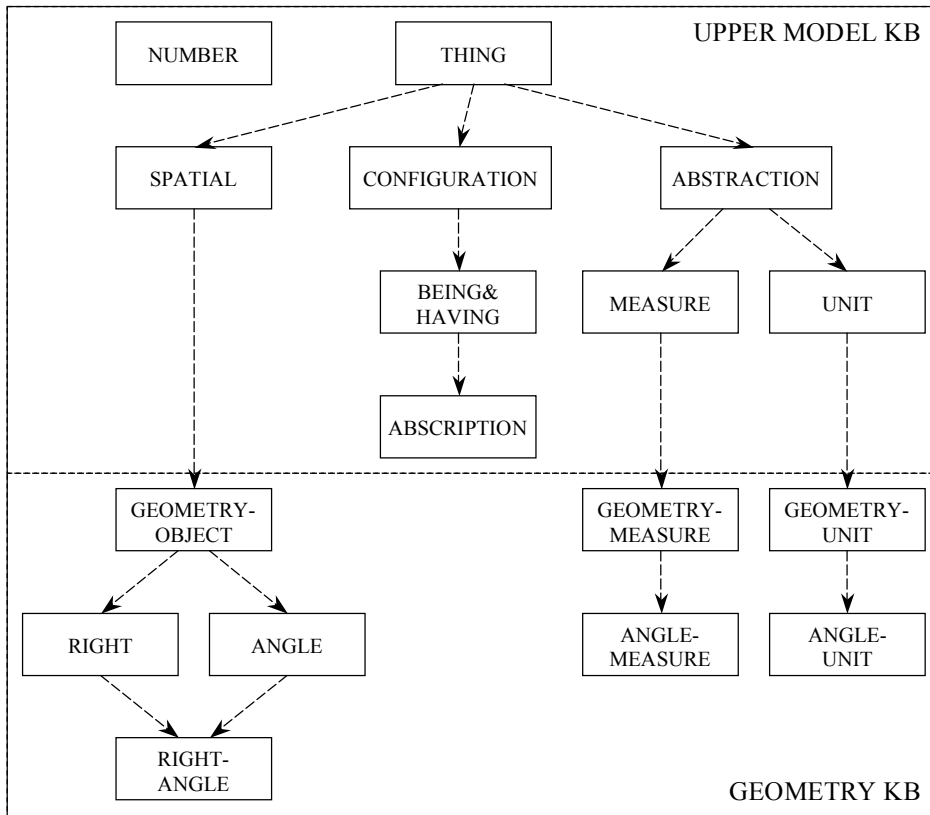 UPPER MODEL KB
NUMBER
THING
SPATIAL
CONFIGURATION
ABSTRACTION
BEING&
HAVING
MEASURE
UNIT
ABSCRIPTION
GEOMETRY-
OBJECT
GEOMETRY-
MEASURE
GEOMETRY-
UNIT
RIGHT
ANGLE
ANGLE-
MEASURE
ANGLE-
UNIT
RIGHT-
ANGLE
GEOMETRY KB